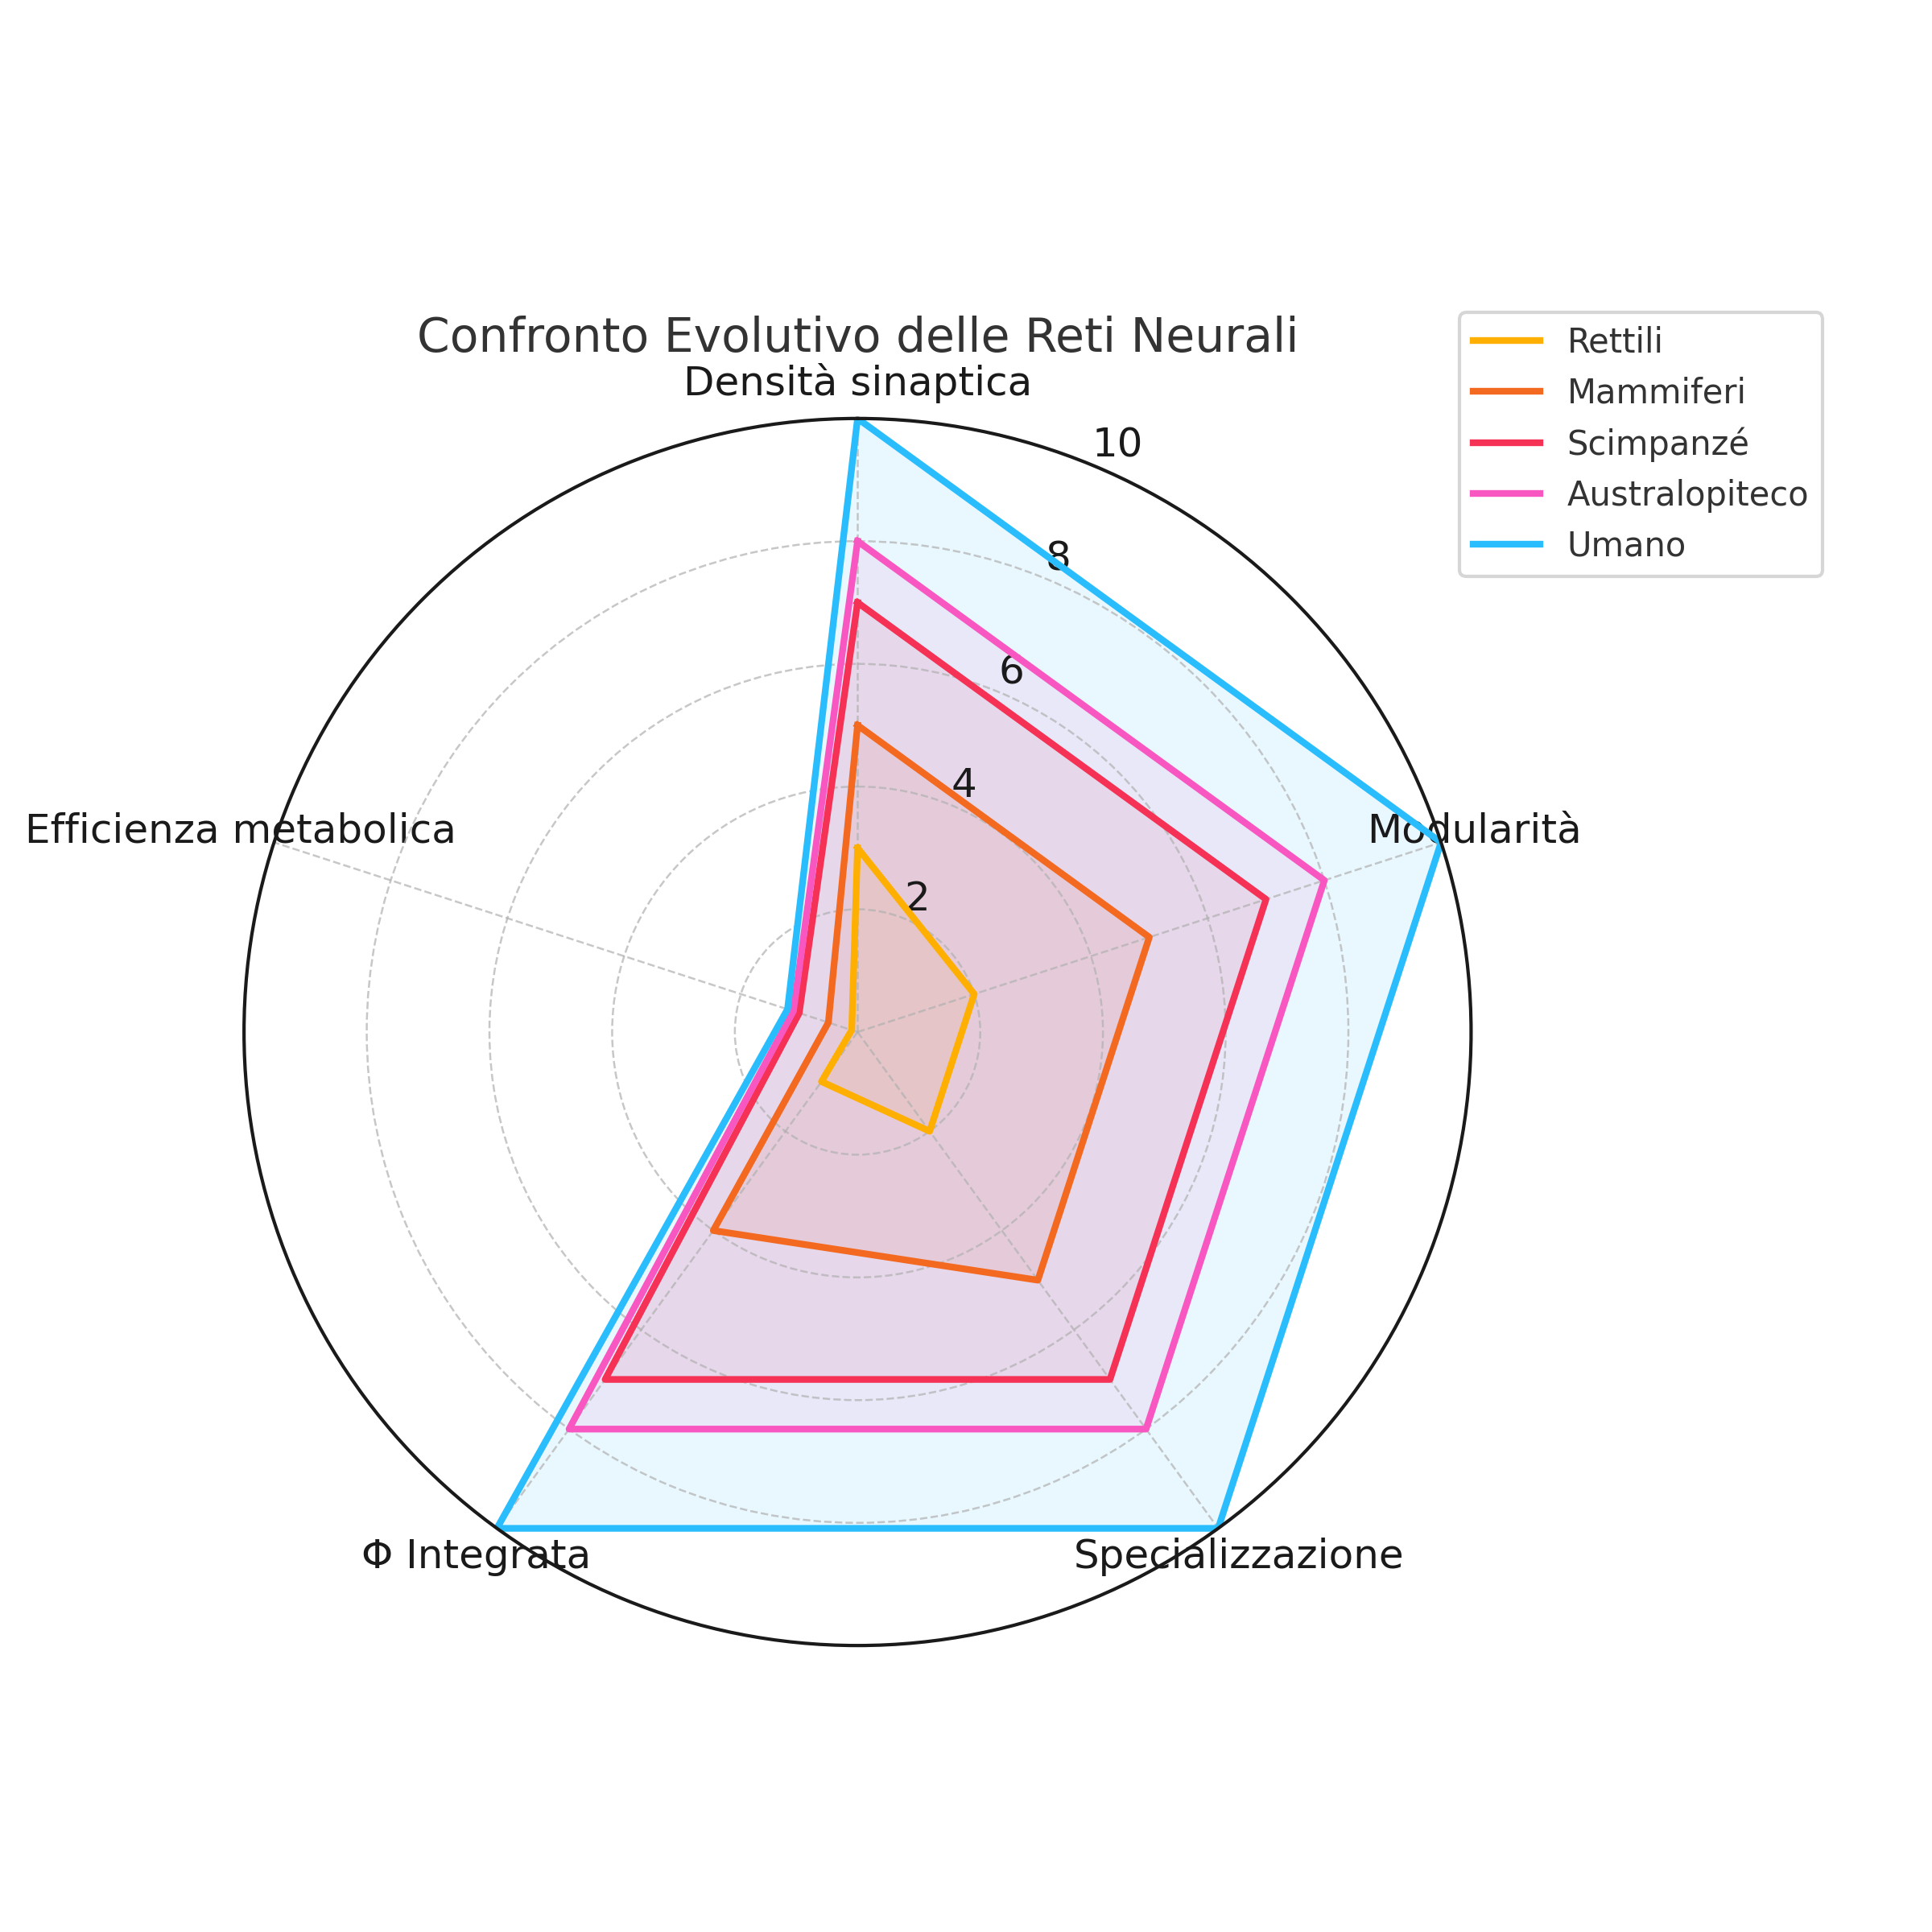 Confronto Evolutivo delle Reti Neurali
Densità sinaptica
Rettili
Mammiferi
Scimpanzé
Australopiteco
Umano
10
8
6
4
2
Efficienza metabolica
Modularità
Φ Integrata
Specializzazione